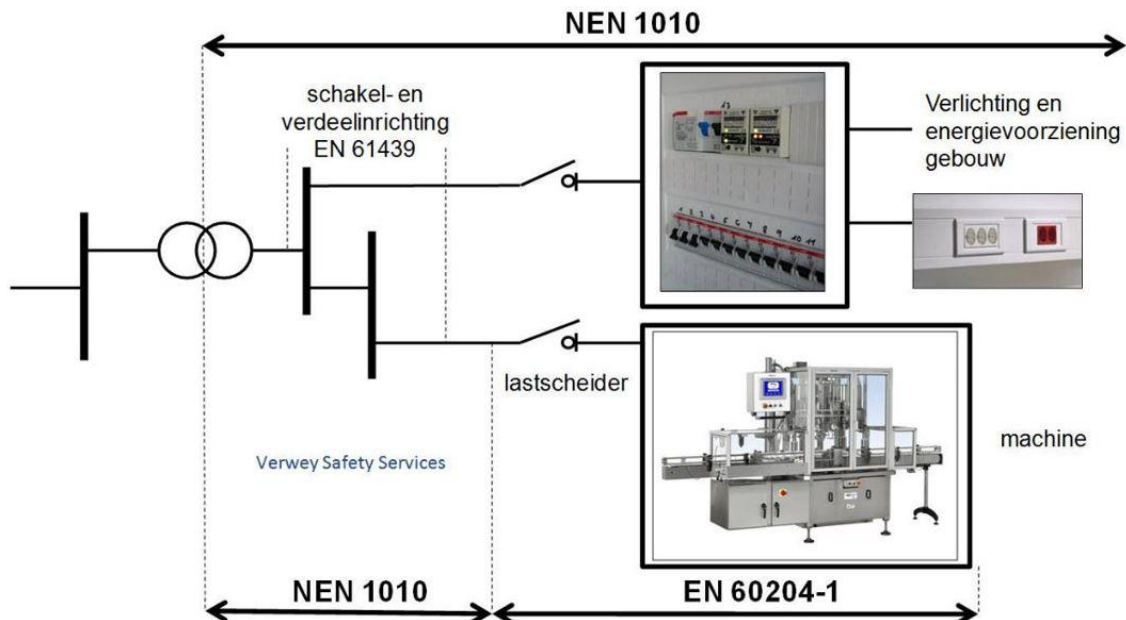 NEN 1010
schakel- en
verdeelinrichting
EN 61439
Verlichting en
energievoorziening
gebouw
lastscheider
machine
Verwey Safety Services
NEN 1010
EN 60204-1